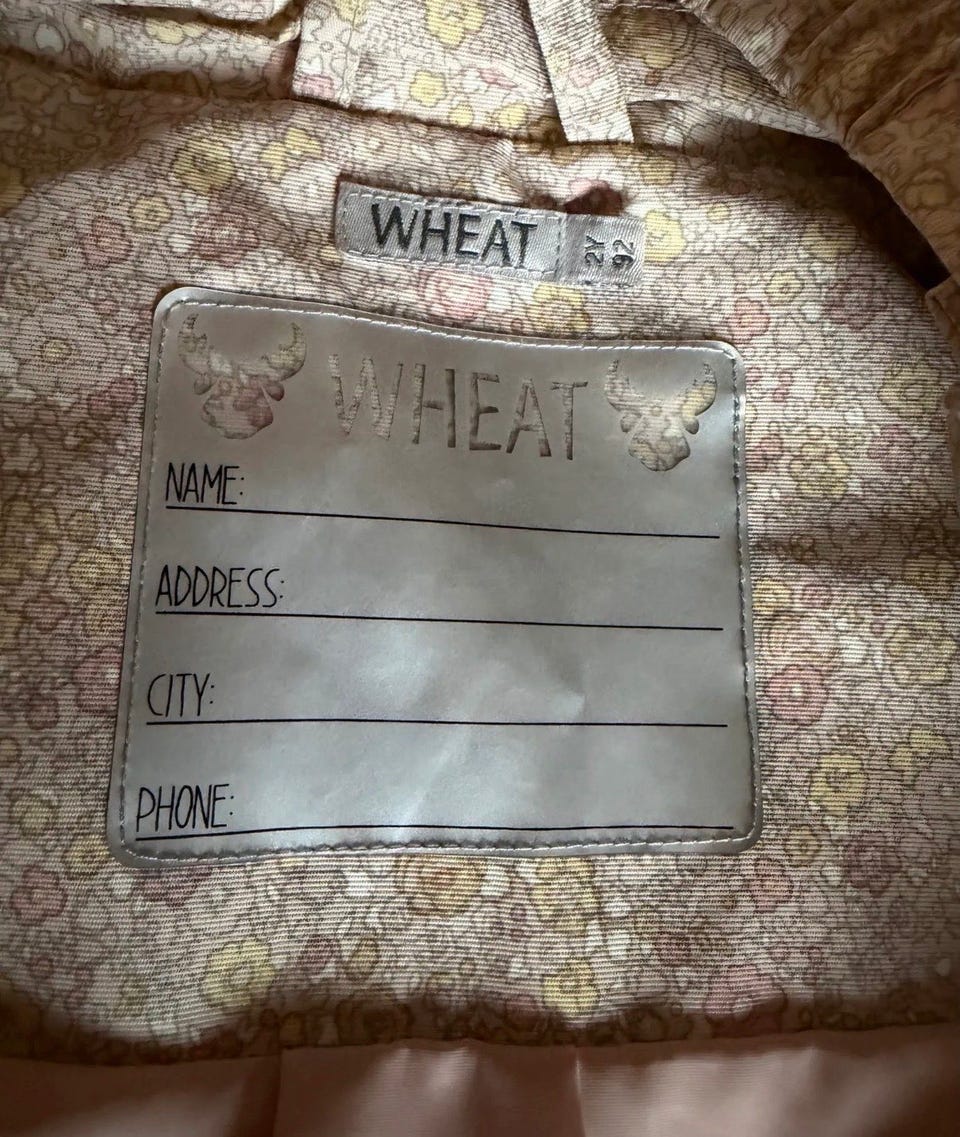 WHEAT
2Y
92
WHEAT
NAME:
ADDRESS:
CITY:
PHONE: